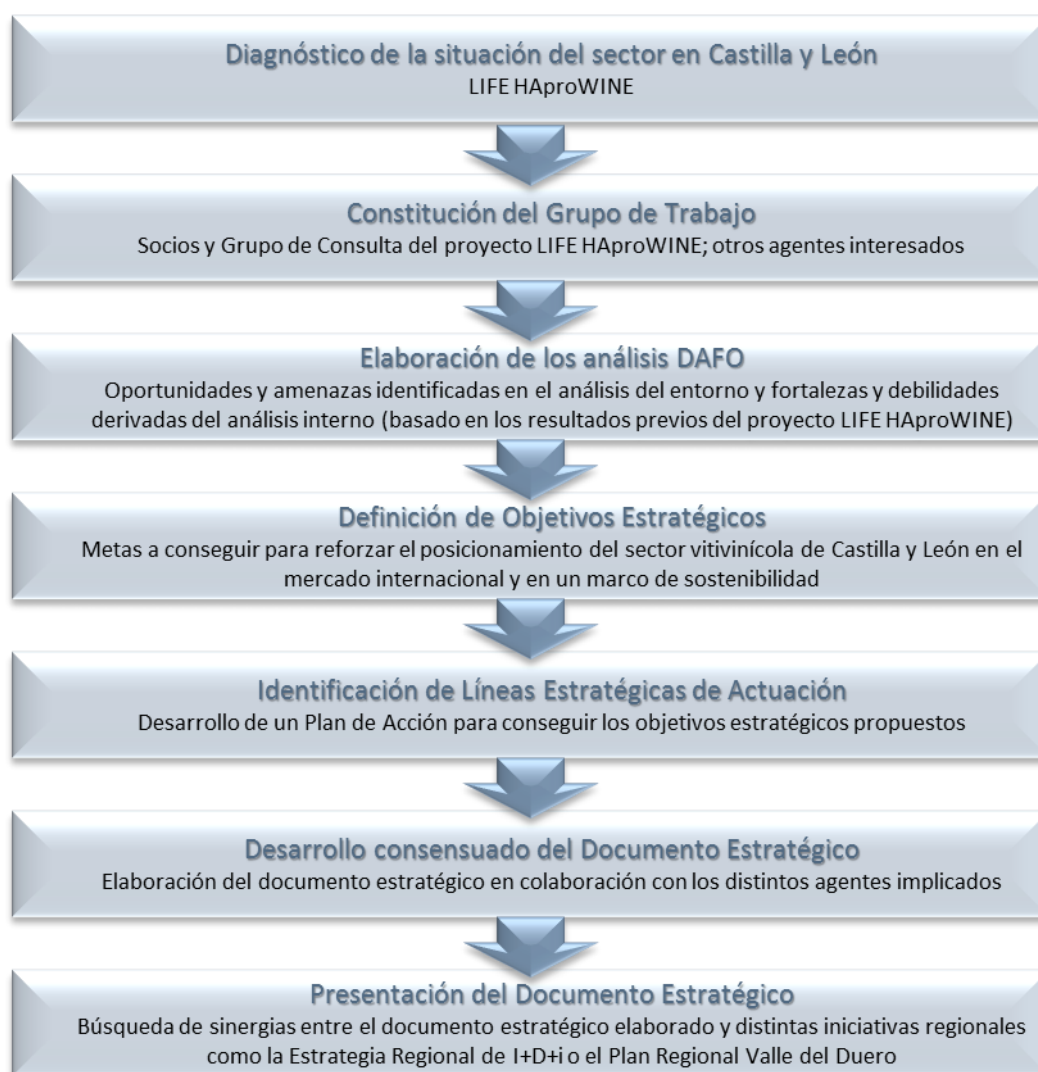 Diagnóstico de la situación del sector en Castilla y León
LIFE HAproWINE
Constitución del Grupo de Trabajo
Socios y Grupo de Consulta del proyecto LIFE HAproWINE; otros agentes interesados
Elaboración de los análisis DAFO
Oportunidades y amenazas identificadas en el análisis del entorno y fortalezas y debilidades
derivadas del análisis interno (basado en los resultados previos del proyecto LIFE HAproWINE)
Definición de Objetivos Estratégicos
Metas a conseguir para reforzar el posicionamiento del sector vitivinícola de Castilla y León en el
mercado internacional y en un marco de sostenibilidad
Identificación de Líneas Estratégicas de Actuación
Desarrollo de un Plan de Acción para conseguir los objetivos estratégicos propuestos
Desarrollo consensuado del Documento Estratégico
Elaboración del documento estratégico en colaboración con los distintos agentes implicados
Presentación del Documento Estratégico
Búsqueda de sinergias entre el documento estratégico elaborado y distintas iniciativas regionales
como la Estrategia Regional de I+D+i o el Plan Regional Valle del Duero